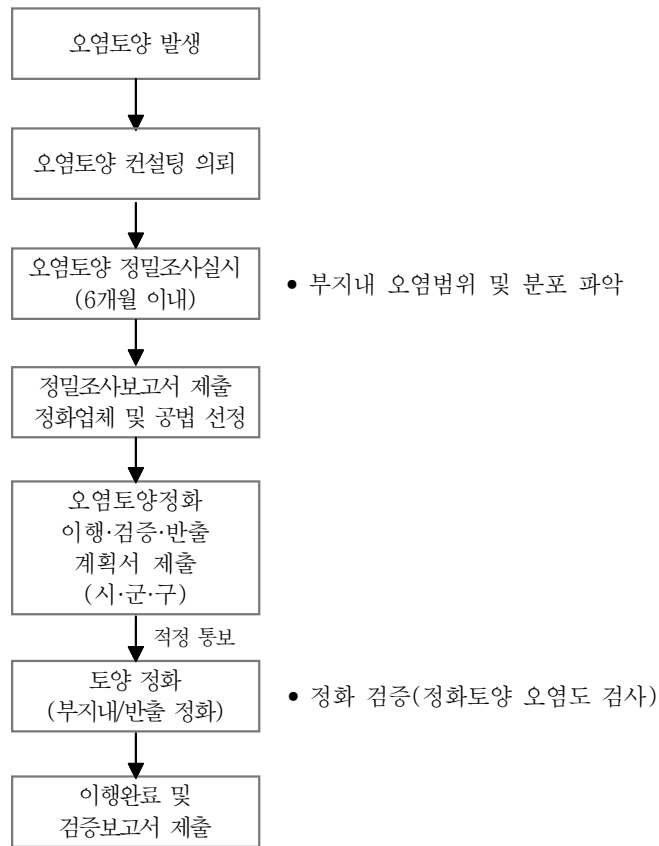 오염토양 발생
오염토양 컨설팅 의뢰
오염토양 정밀조사실시
(6개월 이내)
• 부지내 오염범위 및 분포 파악
정밀조사보고서 제출
정화업체 및 공법 선정
오염토양정화
이행·검증·반출
계획서 제출
(시·군·구)
적정 통보
토양 정화
(부지내/반출 정화)
• 정화 검증(정화토양 오염도 검사)
이행완료 및
검증보고서 제출